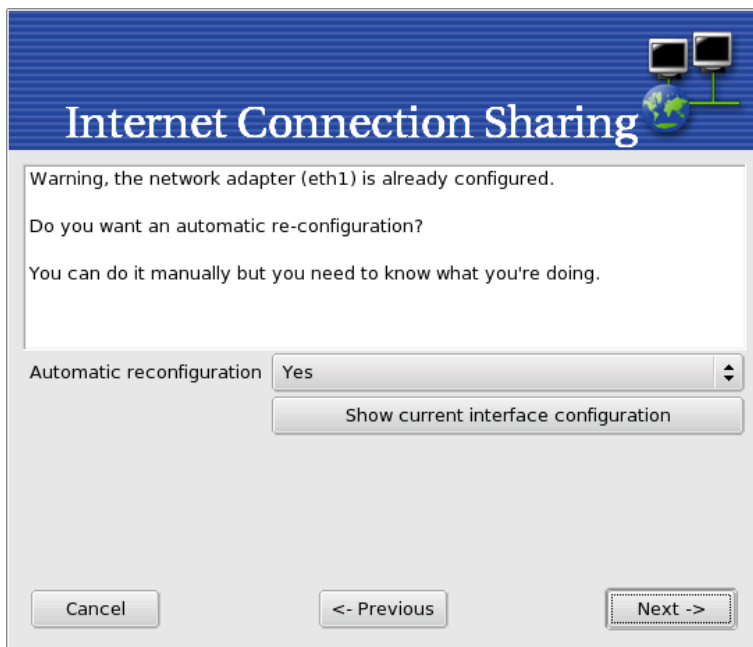 Internet Connection Sharing
Warning, the network adapter (eth1) is already configured.
Do you want an automatic re-configuration?
You can do it manually but you need to know what you're doing.
Automatic reconfiguration Yes
Show current interface configuration
Cancel <- Previous Next ->